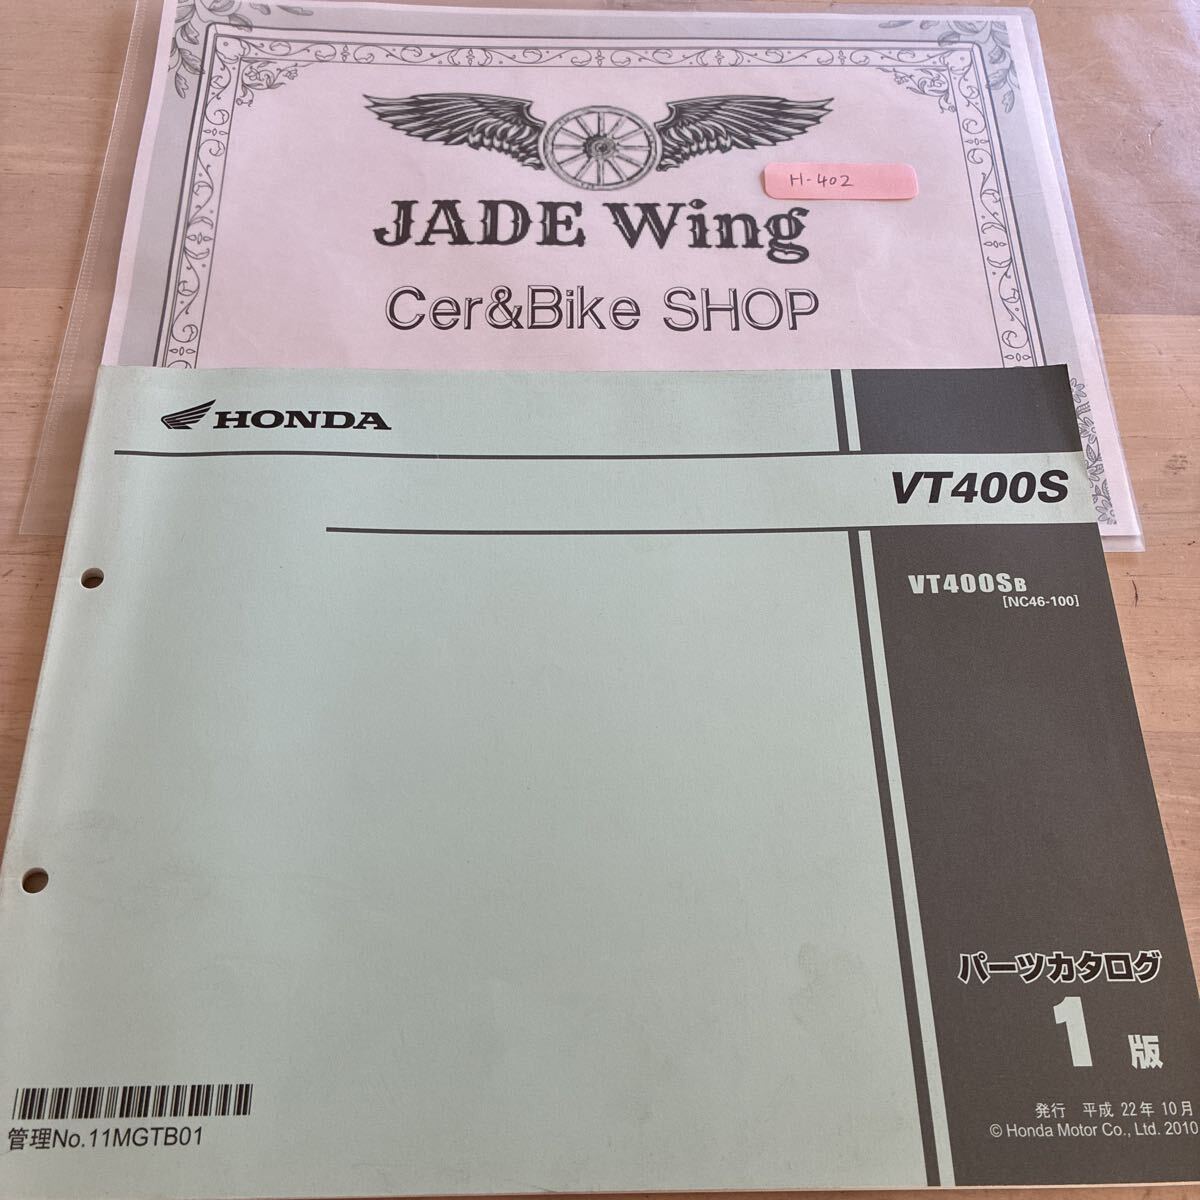 H-402
JADE Wing
Cer&Bike SHOP
HONDA
VT400S
VT400SB
[NC46-100]
パーツカタログ
1版
発行 平成 22年 10月
© Honda Motor Co., Ltd. 2010
管理No.11MGTB01